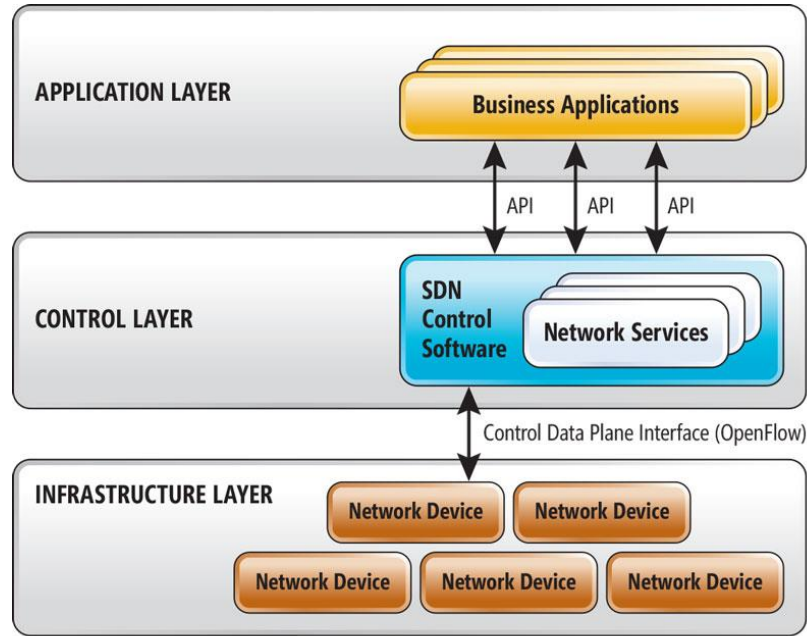 APPLICATION LAYER
Business Applications
API
API
API
CONTROL LAYER
SDN
Control
Software
Network Services
Control Data Plane Interface (OpenFlow)
INFRASTRUCTURE LAYER
Network Device
Network Device
Network Device
Network Device
Network Device